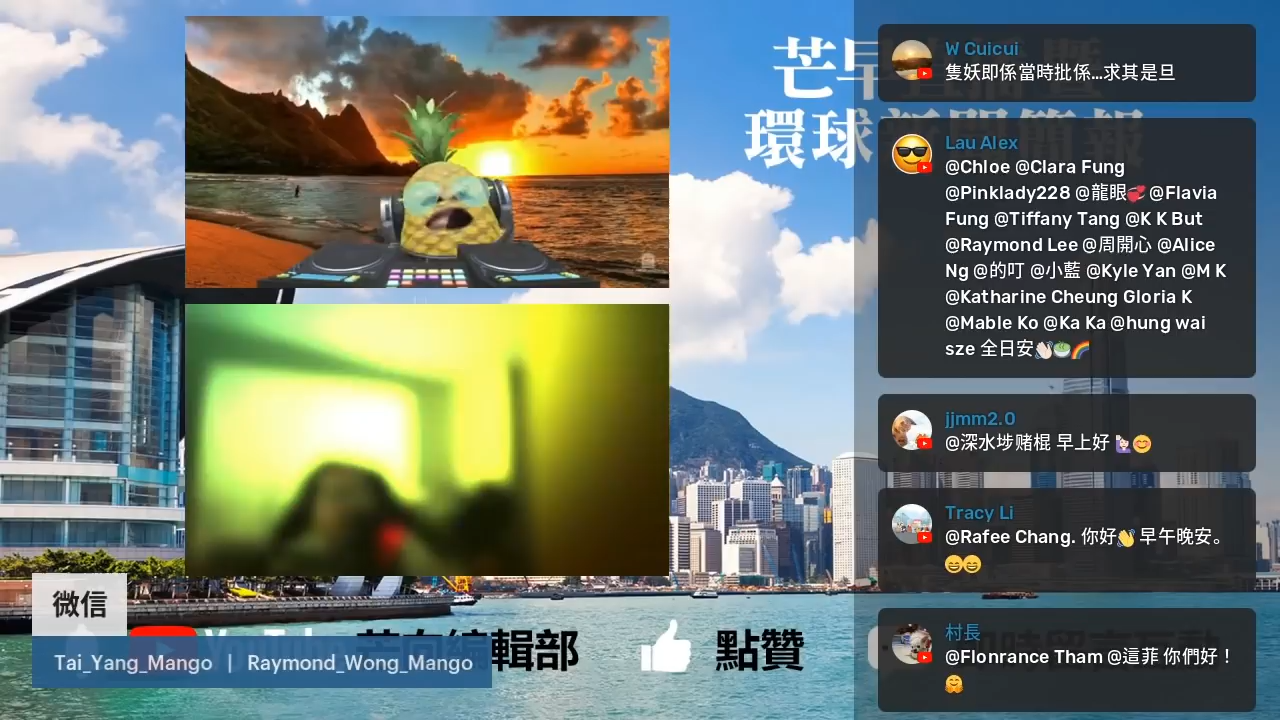 芒早
環球
簡報
W Cuicui
隻妖即係當時批係...求其是旦
Lau Alex
@Chloe @Clara Fung
@Pinklady228 @龍眼💞 @Flavia
Fung @Tiffany Tang @K K But
@Raymond Lee @周開心 @Alice
Ng @的叮 @小藍 @Kyle Yan @M K
@Katharine Cheung Gloria K
@Mable Ko @Ka Ka @hung wai
sze 全日安👋🏻🍵🌈
jjmm2.0
@深水埗赌棍 早上好 🙋🏻‍♀️😊
Tracy Li
@Rafee Chang. 你好👋 早午晚安。
😄😄
村長
@Flonrance Tham @這菲 你們好！
🤗
微信
Tai_Yang_Mango | Raymond_Wong_Mango
輯部
點贊